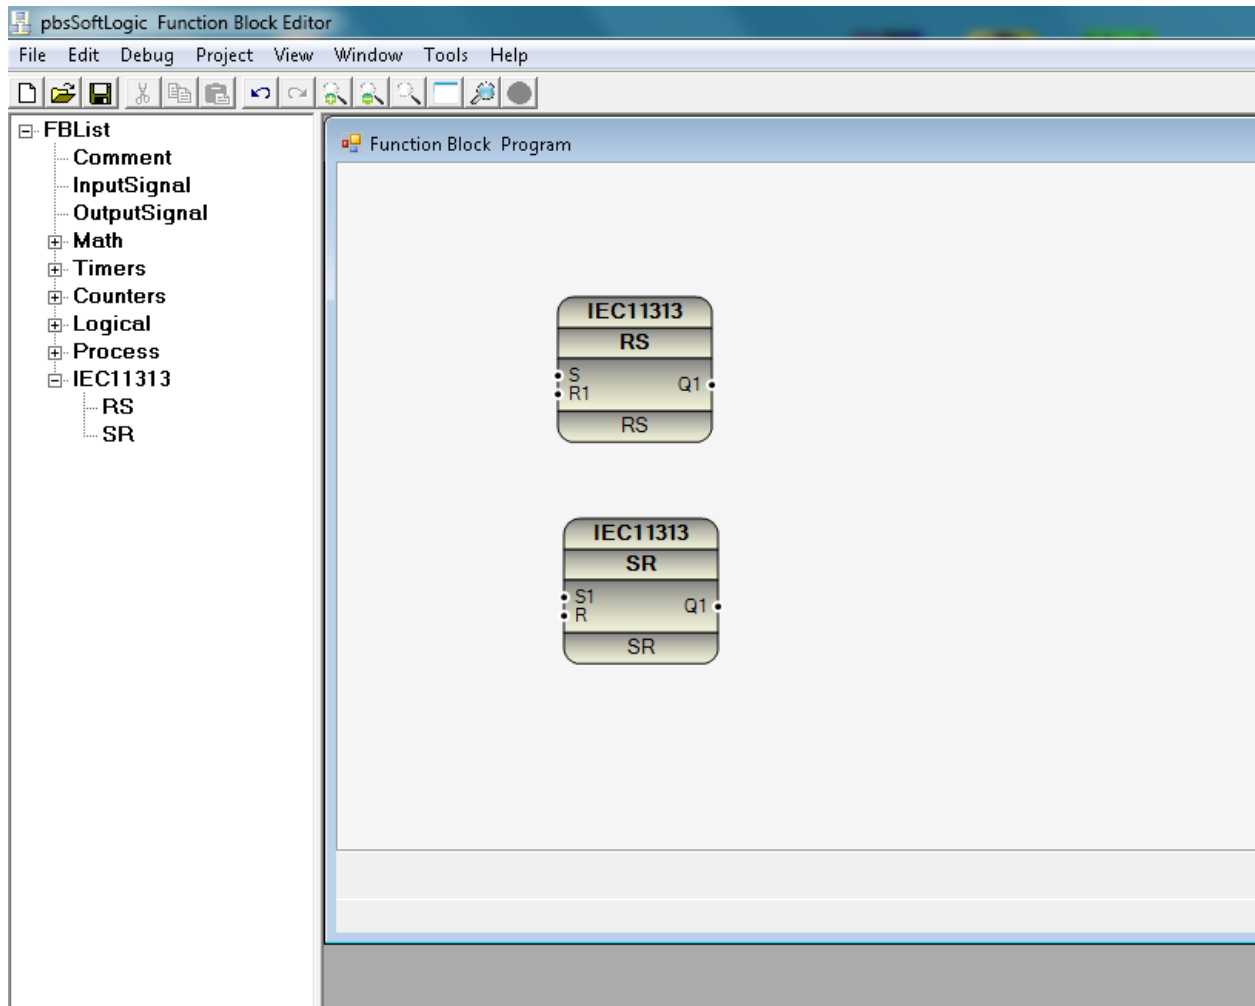 pbsSoftLogic Function Block Editor
File Edit Debug Project View Window Tools Help
FBList
Comment
InputSignal
OutputSignal
Math
Timers
Counters
Logical
Process
IEC11313
RS
SR
Function Block Program
IEC11313
RS
S
R1
Q1
RS
IEC11313
SR
S1
R
Q1
SR